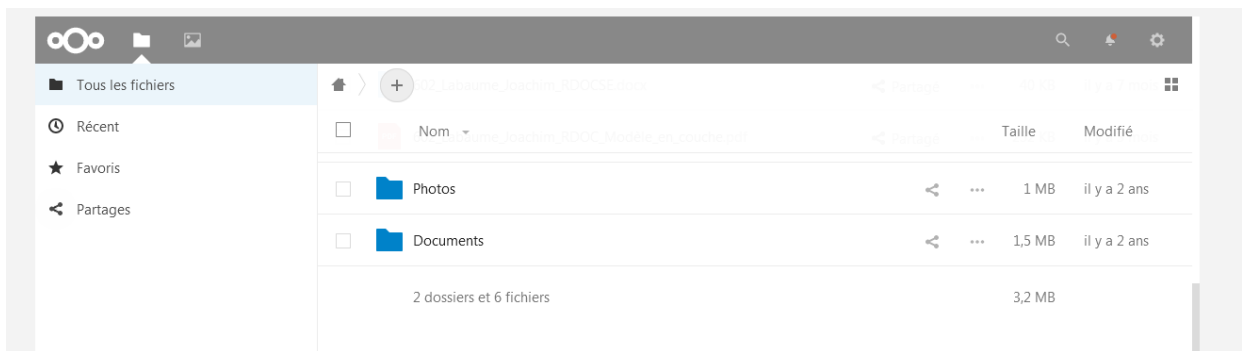 Tous les fichiers
Récent
Favoris
Partages
Nom Taille Modifié
Photos 1 MB il y a 2 ans
Documents 1,5 MB il y a 2 ans
2 dossiers et 6 fichiers 3,2 MB